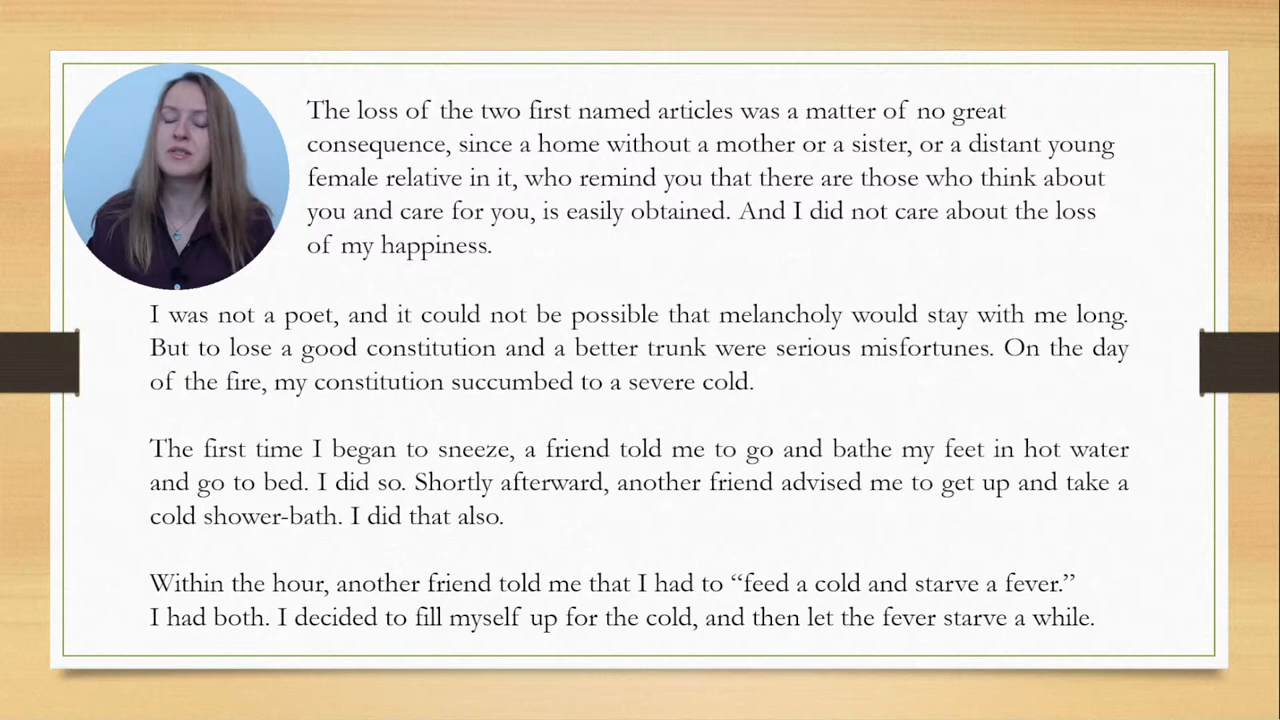 The loss of the two first named articles was a matter of no great
consequence, since a home without a mother or a sister, or a distant young
female relative in it, who remind you that there are those who think about
you and care for you, is easily obtained. And I did not care about the loss
of my happiness.
I was not a poet, and it could not be possible that melancholy would stay with me long.
But to lose a good constitution and a better trunk were serious misfortunes. On the day
of the fire, my constitution succumbed to a severe cold.
The first time I began to sneeze, a friend told me to go and bathe my feet in hot water
and go to bed. I did so. Shortly afterward, another friend advised me to get up and take a
cold shower-bath. I did that also.
Within the hour, another friend told me that I had to “feed a cold and starve a fever.”
I had both. I decided to fill myself up for the cold, and then let the fever starve a while.